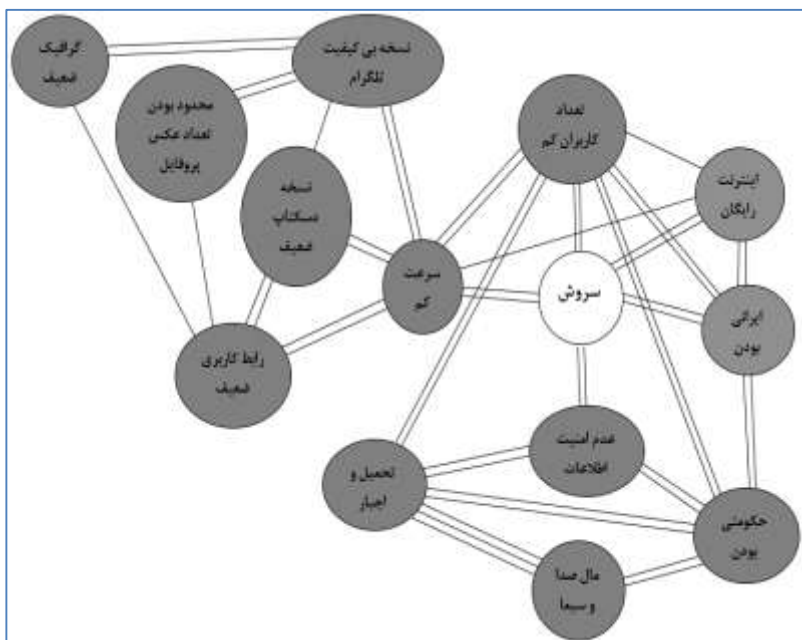 گرافیک
ضعیف
نسخه بی کیفیت
تلگرام
محدود بودن
تعداد عکس
پروفایل
تعداد
کاربران کم
اینترنت
رایگان
نسخه
دسکتاپ
ضعیف
سرعت
کم
سروش
ایرانی
بودن
رابط کاربری
ضعیف
عدم امنیت
اطلاعات
تحمیل و
اجبار
حکومتی
بودن
مال صدا
و سیما